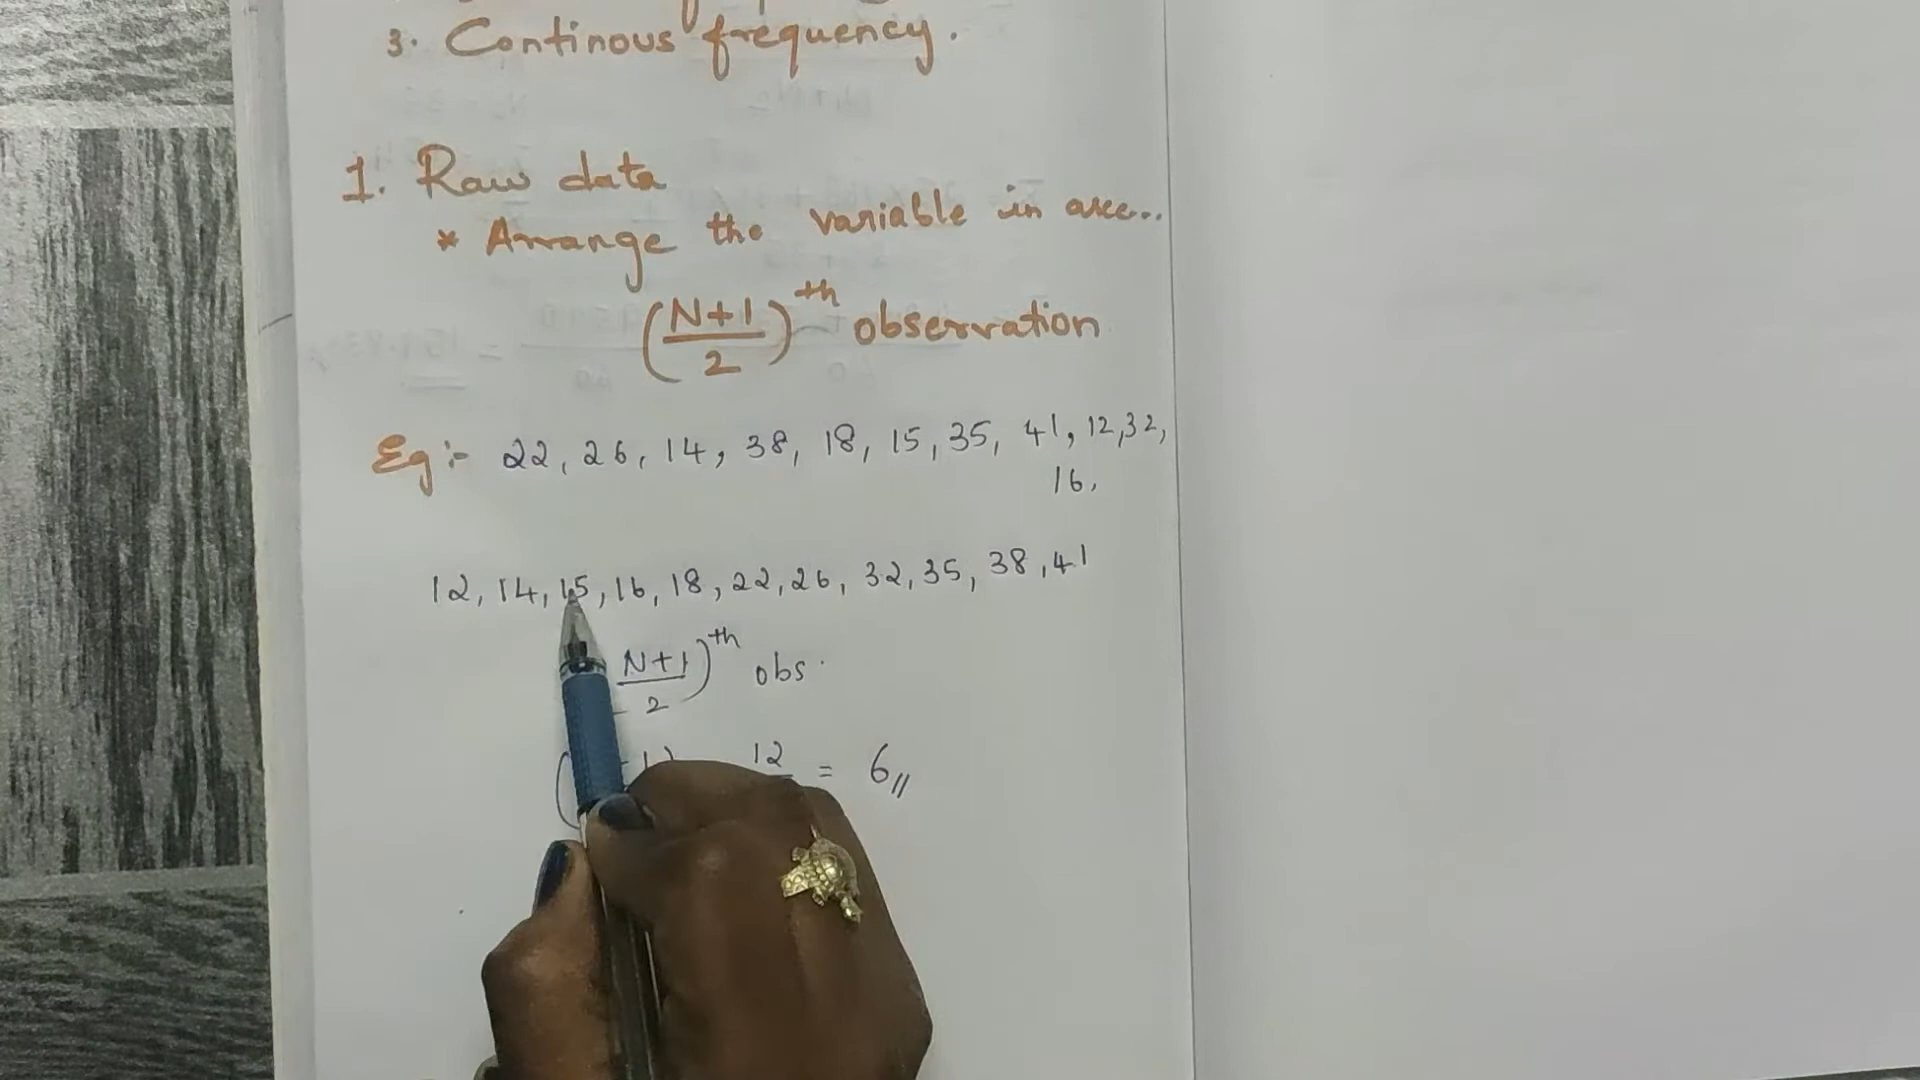 3. Continous frequency.
1. Raw data
* Arrange the variable in asce...
(N+1/2)th observation
Eg:- 22, 26, 14, 38, 18, 15, 35, 41, 12, 32,
16,
12, 14, 15, 16, 18, 22, 26, 32, 35, 38, 41
N+1/2)th obs.
12 = 6//